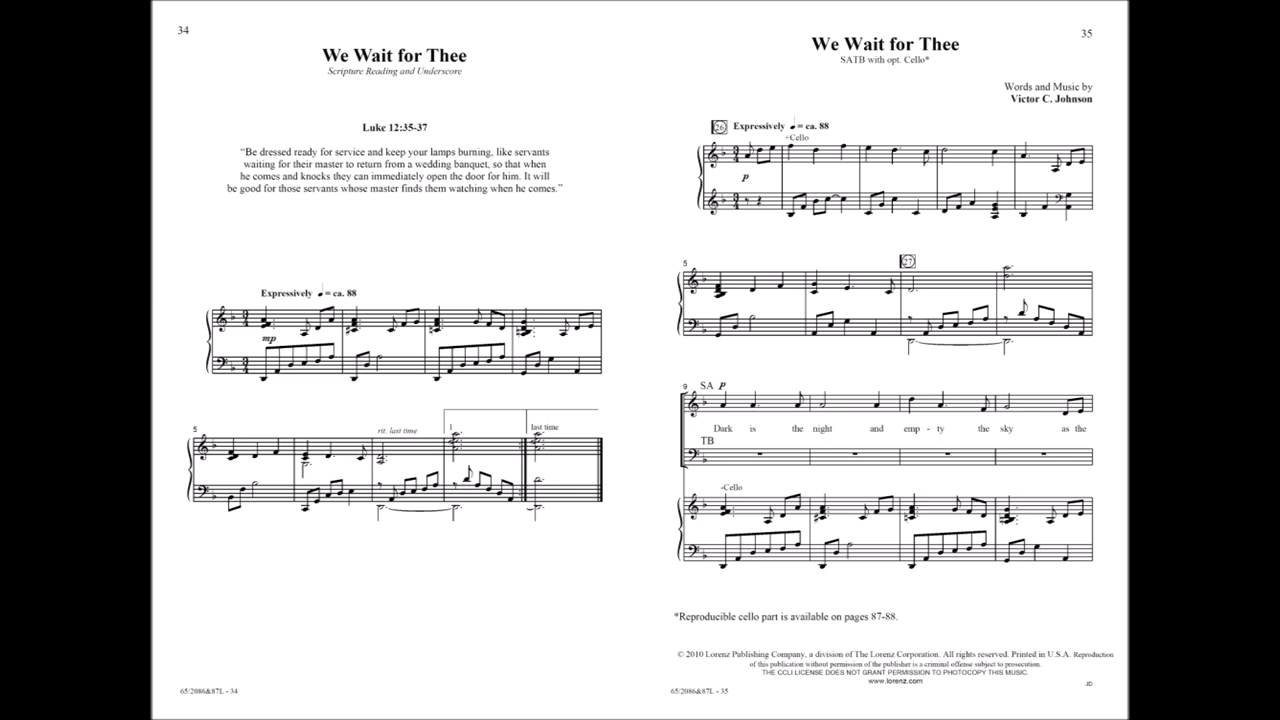 34
We Wait for Thee
Scripture Reading and Underscore
Luke 12:35-37
“Be dressed ready for service and keep your lamps burning, like servants
waiting for their master to return from a wedding banquet, so that when
he comes and knocks they can immediately open the door for him. It will
be good for those servants whose master finds them watching when he comes.”
Expressively ♩= ca. 88
mp
5
rit. last time
1
last time
65/2086&87L - 34
35
We Wait for Thee
SATB with opt. Cello*
Words and Music by
Victor C. Johnson
26 Expressively ♩= ca. 88
+Cello
p
5
27
9
SA p
Dark is the night and emp - ty the sky as the
TB
-Cello
*Reproducible cello part is available on pages 87-88.
© 2010 Lorenz Publishing Company, a division of The Lorenz Corporation. All rights reserved. Printed in U.S.A. Reproduction
of this publication without permission of the publisher is a criminal offense subject to prosecution.
THE CCLI LICENSE DOES NOT GRANT PERMISSION TO PHOTOCOPY THIS MUSIC.
www.lorenz.com
JD
65/2086&87L - 35